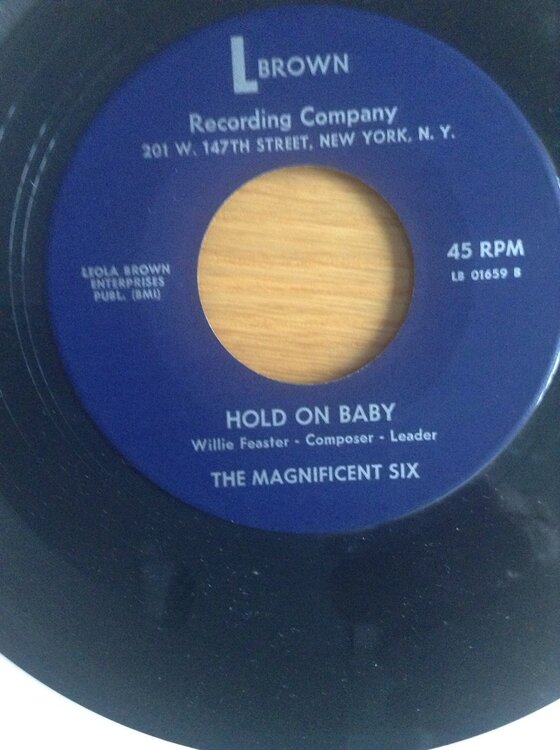 L BROWN
Recording Company
201 W. 147TH STREET, NEW YORK, N. Y.
LEOLA BROWN
ENTERPRISES
PUBL. (BMI)
45 RPM
LB 01659 B
HOLD ON BABY
Willie Feaster - Composer - Leader
THE MAGNIFICENT SIX